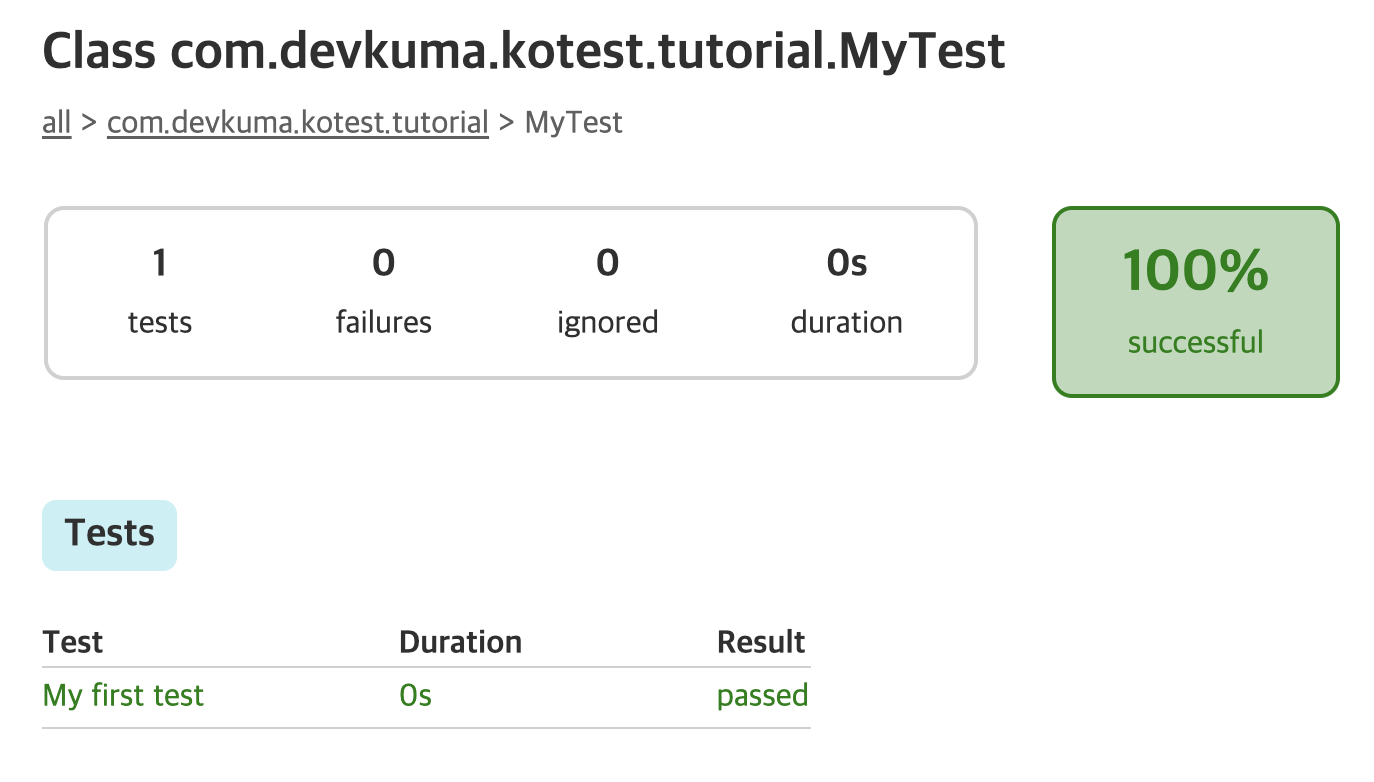 Class com.devkuma.kotest.tutorial.MyTest
all > com.devkuma.kotest.tutorial > MyTest
1 0 0 0s
tests failures ignored duration
100%
successful
Tests
Test Duration Result
My first test 0s passed